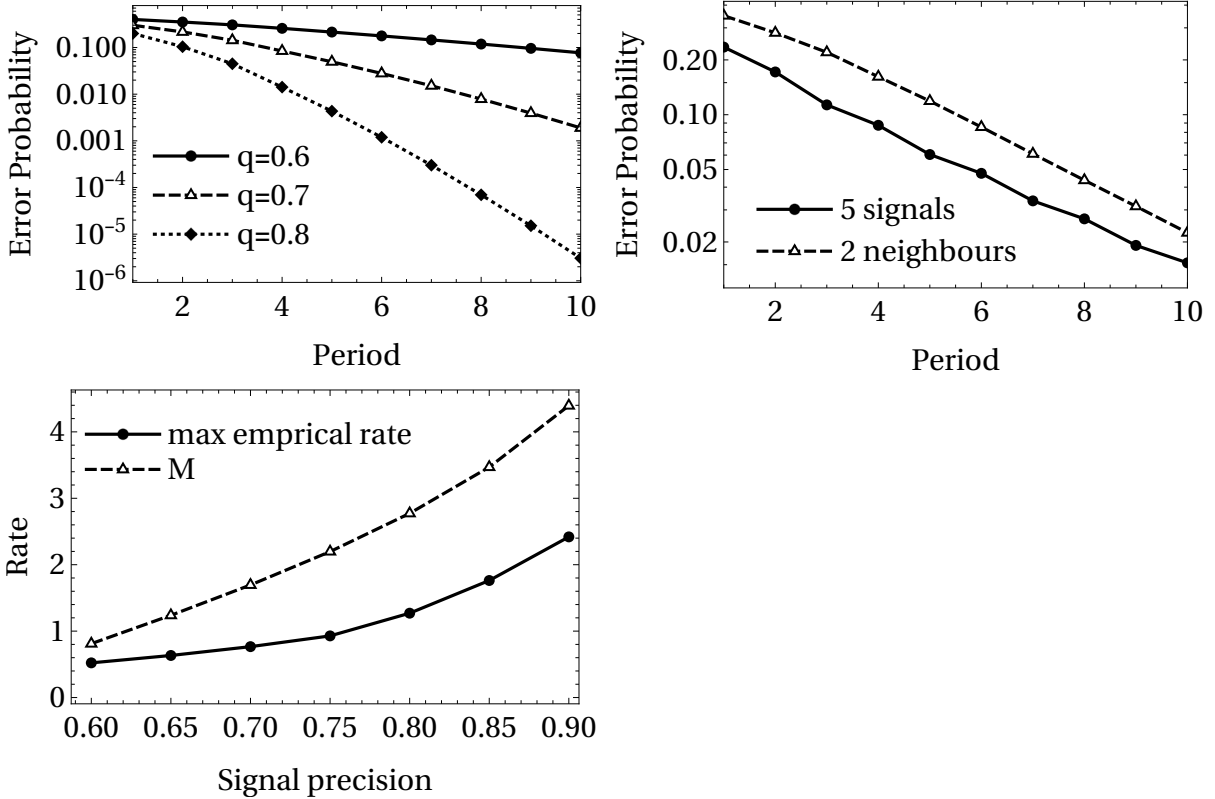 Error Probability
0.100
0.010
0.001
10⁻⁴
10⁻⁵
10⁻⁶
q=0.6
q=0.7
q=0.8
2 4 6 8 10
Period
Error Probability
0.20
0.10
0.05
0.02
5 signals
2 neighbours
2 4 6 8 10
Period
Rate
4
3
2
1
0
max emprical rate
M
0.60 0.65 0.70 0.75 0.80 0.85 0.90
Signal precision